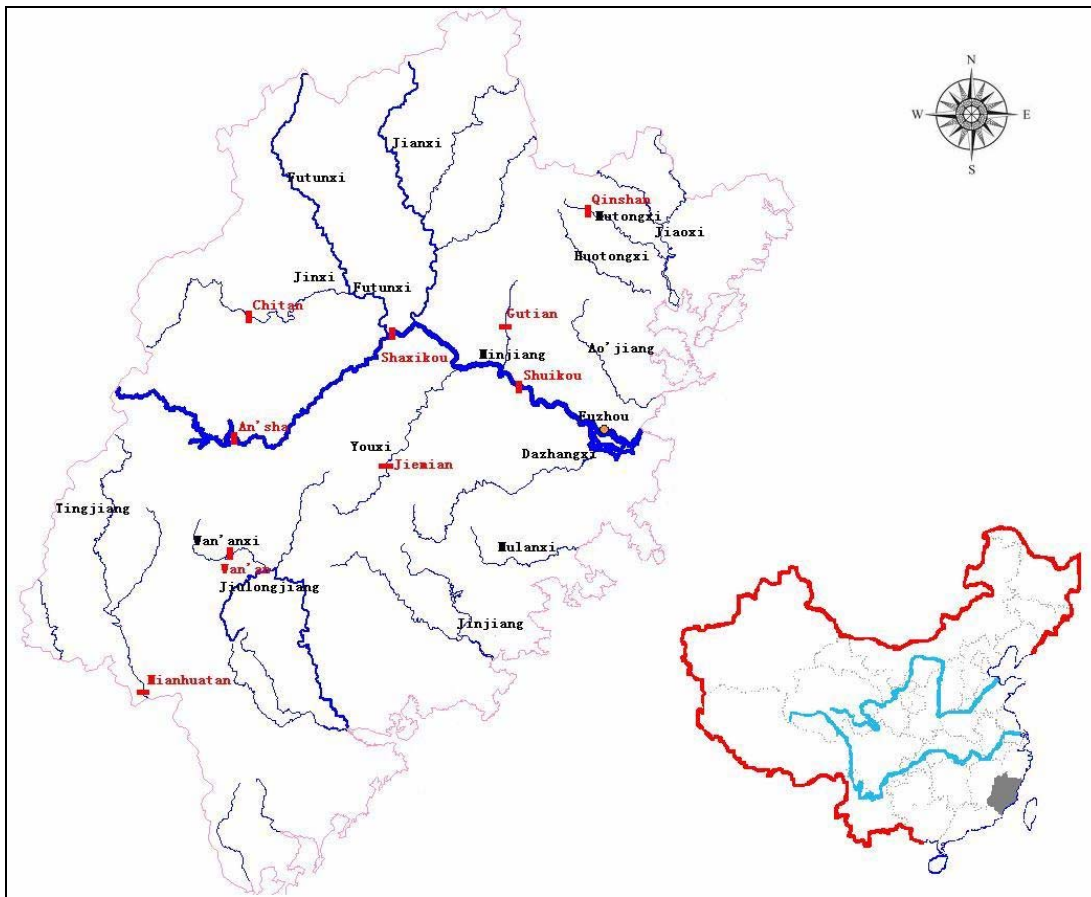 N
W
E
S
Jianxi
Futunxi
Qinshan
Mutongxi
Jiaoxi
Huotongxi
Jinxi
Futunxi
Chitan
Gutian
Shaxikou
Minjiang
Ao'jiang
Shuikou
Fuzhou
An'sha
Youxi
Dazhangxi
Jiemian
Tingjiang
Wan'anxi
Wan'an
Mulanxi
Jiulongjiang
Jinjiang
Mianhuatan